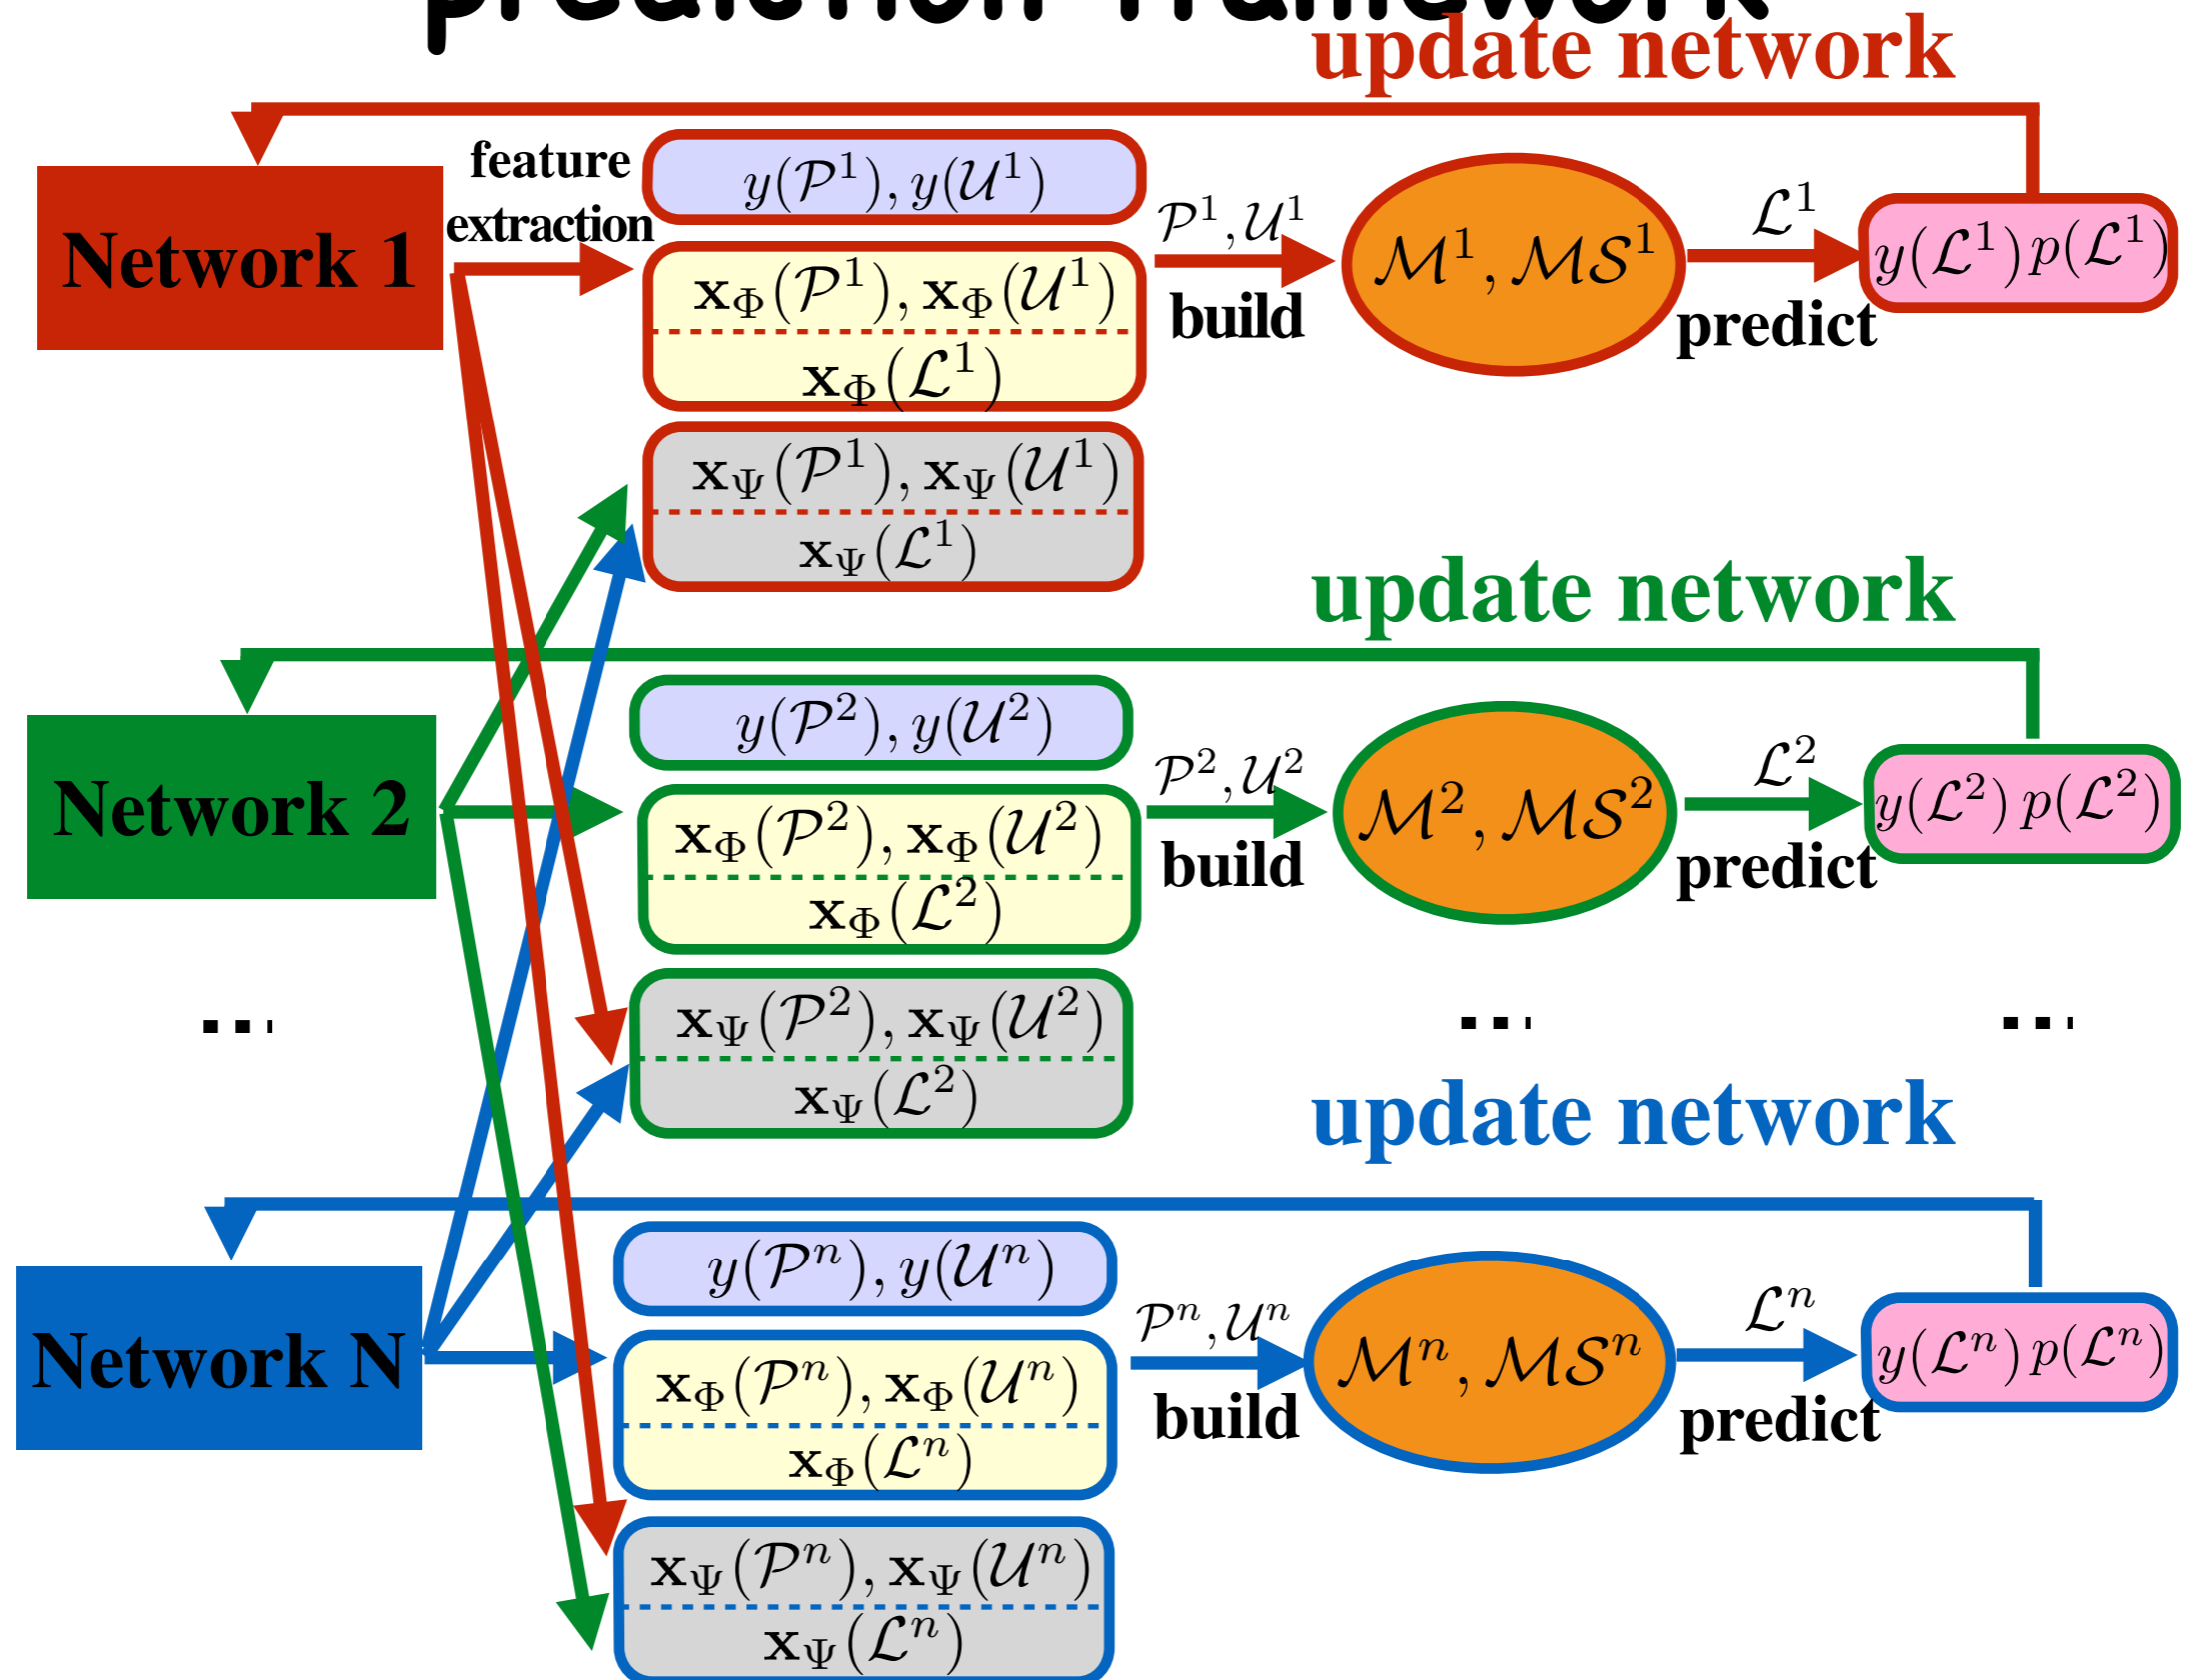 prediction framework
update network
feature
extraction
Network 1
y(𝒫¹), y(𝒰¹)
x_Φ(𝒫¹), x_Φ(𝒰¹)
x_Φ(ℒ¹)
x_Ψ(𝒫¹), x_Ψ(𝒰¹)
x_Ψ(ℒ¹)
𝒫¹, 𝒰¹
build
ℳ¹, ℳ𝒮¹
ℒ¹
predict
y(ℒ¹) p(ℒ¹)
update network
Network 2
y(𝒫²), y(𝒰²)
x_Φ(𝒫²), x_Φ(𝒰²)
x_Φ(ℒ²)
x_Ψ(𝒫²), x_Ψ(𝒰²)
x_Ψ(ℒ²)
𝒫², 𝒰²
build
ℳ², ℳ𝒮²
ℒ²
predict
y(ℒ²) p(ℒ²)
...
...
...
update network
Network N
y(𝒫ⁿ), y(𝒰ⁿ)
x_Φ(𝒫ⁿ), x_Φ(𝒰ⁿ)
x_Φ(ℒⁿ)
x_Ψ(𝒫ⁿ), x_Ψ(𝒰ⁿ)
x_Ψ(ℒⁿ)
𝒫ⁿ, 𝒰ⁿ
build
ℳⁿ, ℳ𝒮ⁿ
ℒⁿ
predict
y(ℒⁿ) p(ℒⁿ)